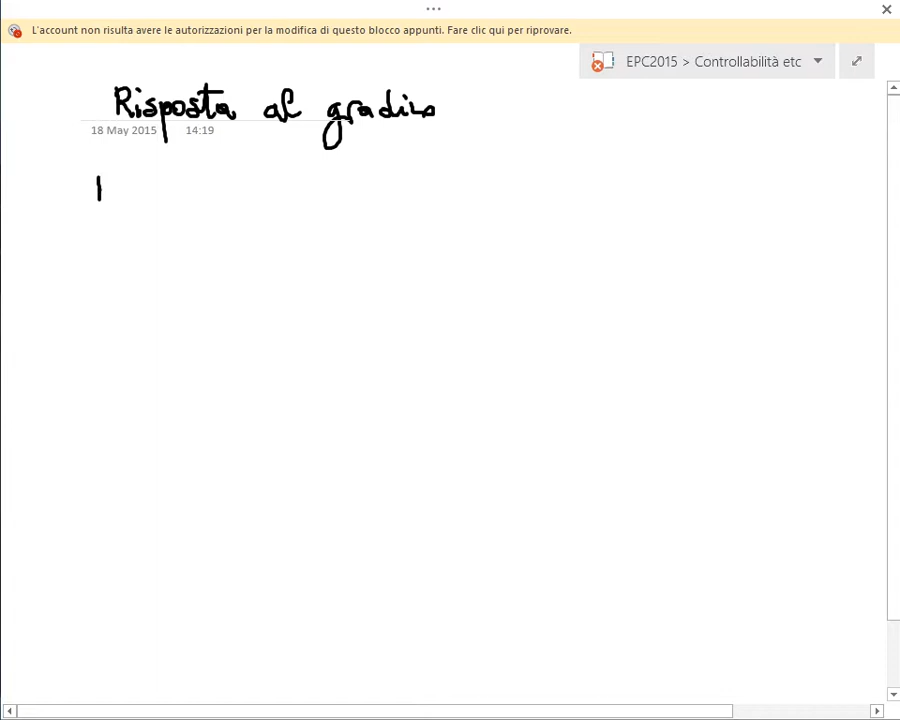 L'account non risulta avere le autorizzazioni per la modifica di questo blocco appunti. Fare clic qui per riprovare.
EPC2015 > Controllabilità etc
Risposta al gradino
18 May 2015 14:19